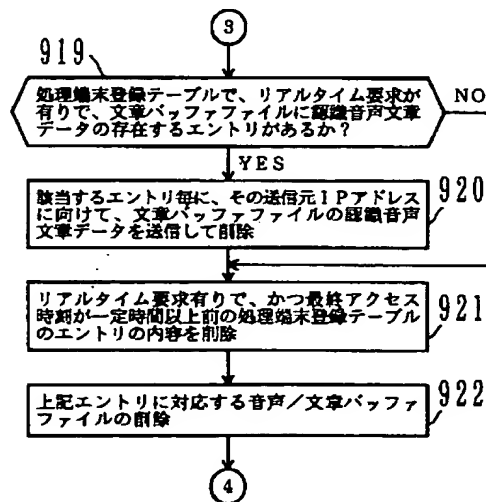 3
919
処理端末登録テーブルで、リアルタイム要求が
有りで、文章バッファファイルに認識音声文章
データの存在するエントリがあるか？
NO
YES
920
該当するエントリ毎に、その送信元IPアドレス
に向けて、文章バッファファイルの認識音声
文章データを送信して削除
921
リアルタイム要求有りで、かつ最終アクセス
時刻が一定時間以上前の処理端末登録テーブル
のエントリの内容を削除
922
上記エントリに対応する音声／文章バッファ
ファイルの削除
4